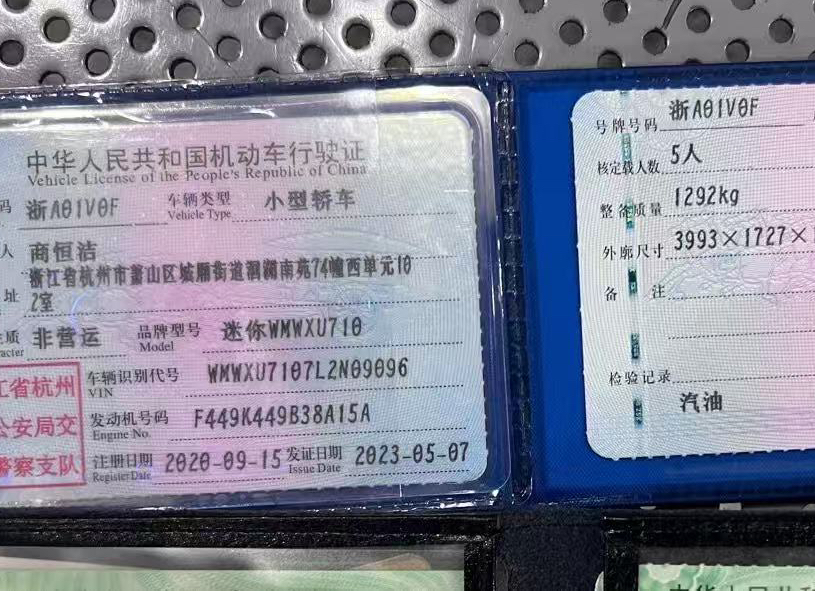 中华人民共和国机动车行驶证
Vehicle License of the People's Republic of China
码 浙A01V0F 车辆类型 小型轿车
Vehicle Type
人 商恒洁
浙江省杭州市萧山区城厢街道泗湖南苑74幢西单元10
址 2室
质 非营运 品牌型号 迷你WMWXU710
racter Model
车辆识别代号 WMWXU7107L2N09096
VIN
发动机号码 F449K449B38A15A
Engine No.
注册日期 2020-09-15 发证日期 2023-05-07
Register Date Issue Date
江省杭州
公安局交
警察支队
号牌号码 浙A01V0F
核定载人数 5人
整备质量 1292kg
外廓尺寸 3993×1727×1
备 注
检验记录
汽油